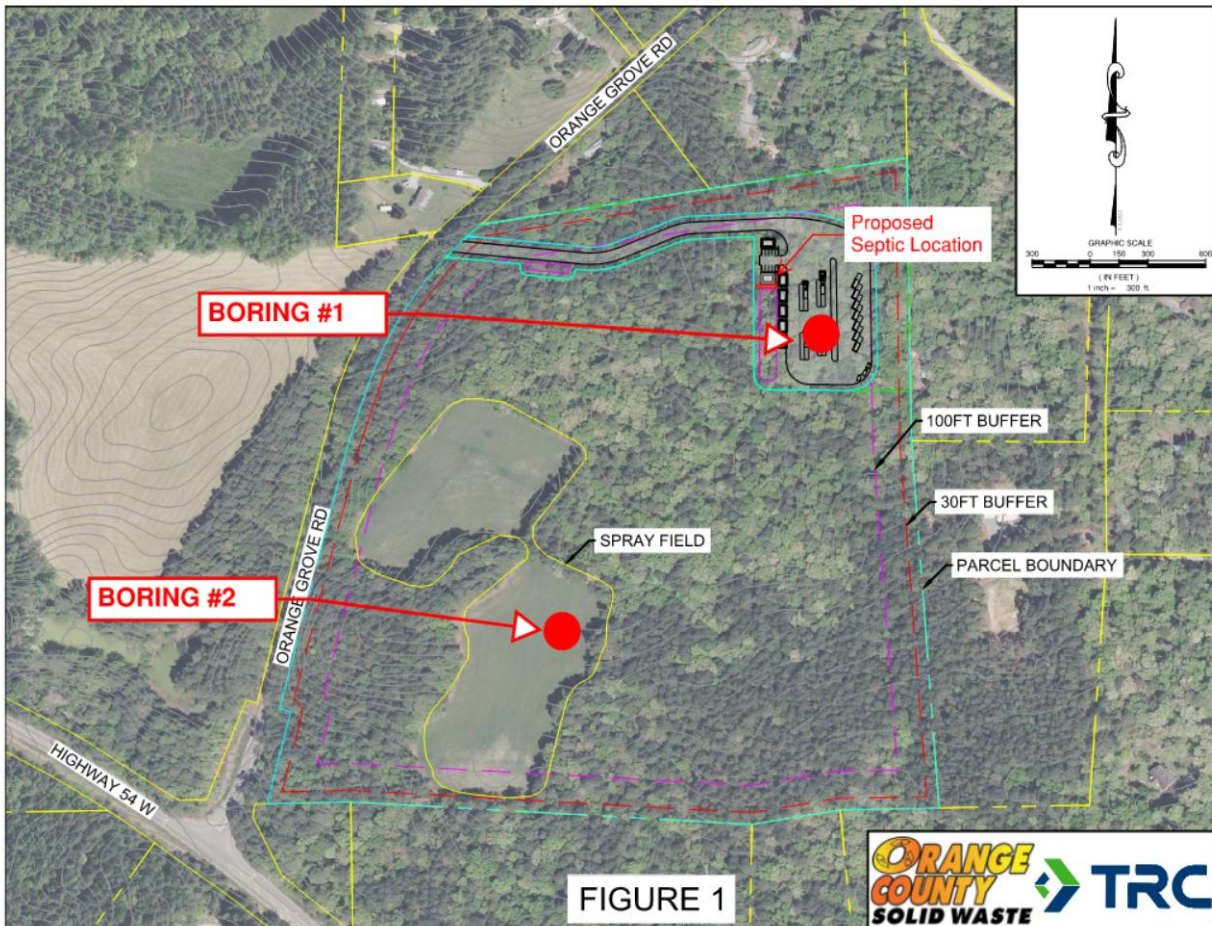 ORANGE GROVE RD
Proposed
Septic Location
GRAPHIC SCALE
300 0 150 300 600
( IN FEET )
1 inch = 300 ft.
BORING #1
100FT BUFFER
30FT BUFFER
SPRAY FIELD
PARCEL BOUNDARY
BORING #2
ORANGE GROVE RD
HIGHWAY 54 W
FIGURE 1
ORANGE
COUNTY
SOLID WASTE
TRC